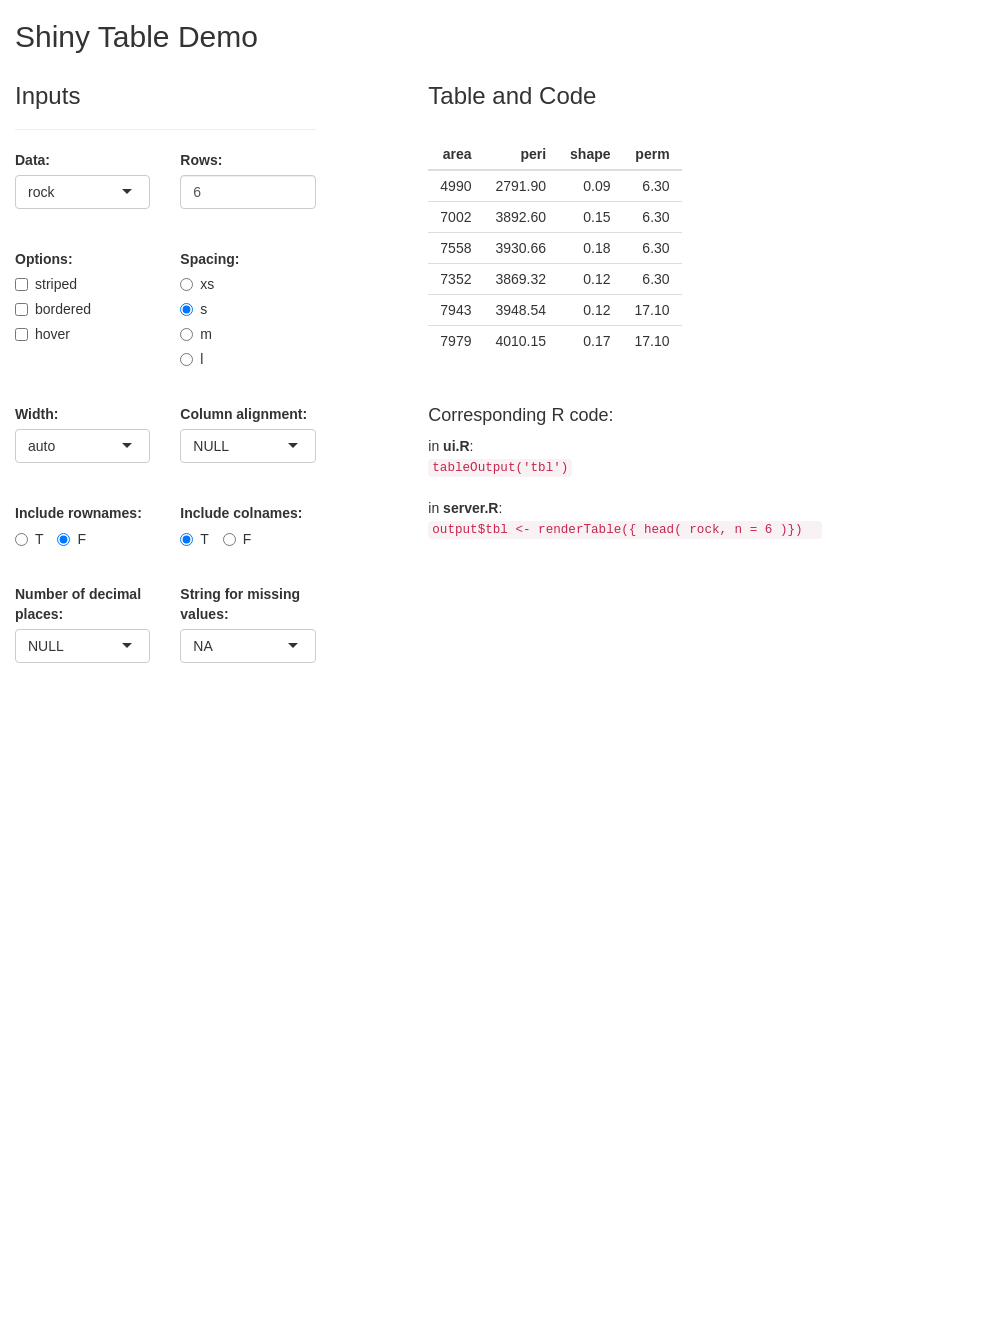 Shiny Table Demo
Inputs
Data: Rows:
rock 6
Options: Spacing:
striped xs
bordered s
hover m
l
Width: Column alignment:
auto NULL
Include rownames: Include colnames:
T F T F
Number of decimal places: String for missing values:
NULL NA
Table and Code
area peri shape perm
4990 2791.90 0.09 6.30
7002 3892.60 0.15 6.30
7558 3930.66 0.18 6.30
7352 3869.32 0.12 6.30
7943 3948.54 0.12 17.10
7979 4010.15 0.17 17.10
Corresponding R code:
in ui.R:
tableOutput('tbl')
in server.R:
output$tbl <- renderTable({ head( rock, n = 6 )})